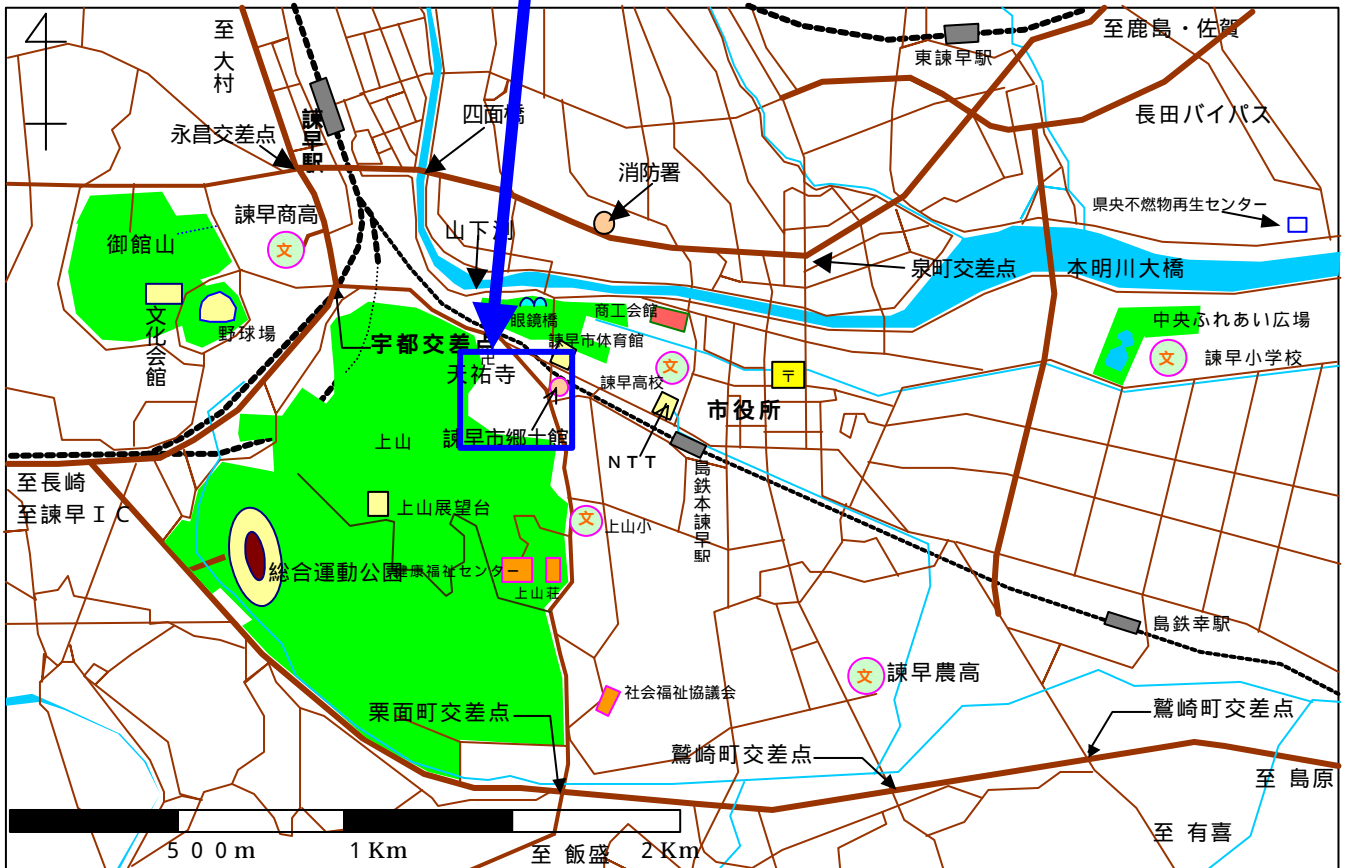 至 大村
諫早駅
永昌交差点
四面橋
消防署
東諫早駅
至鹿島・佐賀
長田バイパス
県央不燃物再生センター
諫早商高
文
御館山
山下渕
泉町交差点
本明川大橋
文化会館
野球場
宇都交差点
眼鏡橋
商工会館
諫早市体育館
卍
天祐寺
諫早高校
文
〒
市役所
中央ふれあい広場
文
諫早小学校
諫早市郷土館
上山
NTT
島鉄本諫早駅
至長崎
至諫早IC
上山展望台
文
上山小
総合運動公園
健康福祉センター
上山荘
島鉄幸駅
文
諫早農高
社会福祉協議会
栗面町交差点
鷲崎町交差点
鷲崎町交差点
至 島原
至 有喜
至 飯盛
500m
1Km
2Km